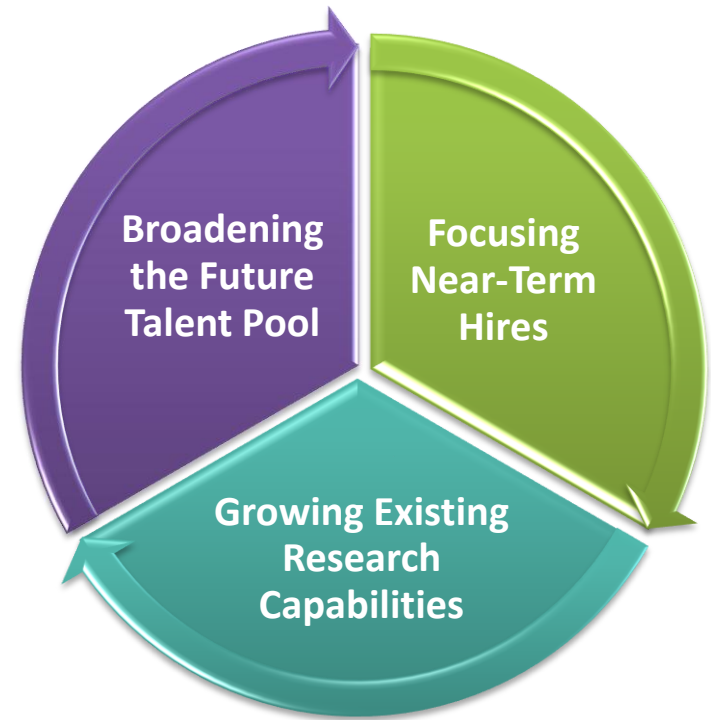 Broadening
the Future
Talent Pool
Focusing
Near-Term
Hires
Growing Existing
Research
Capabilities